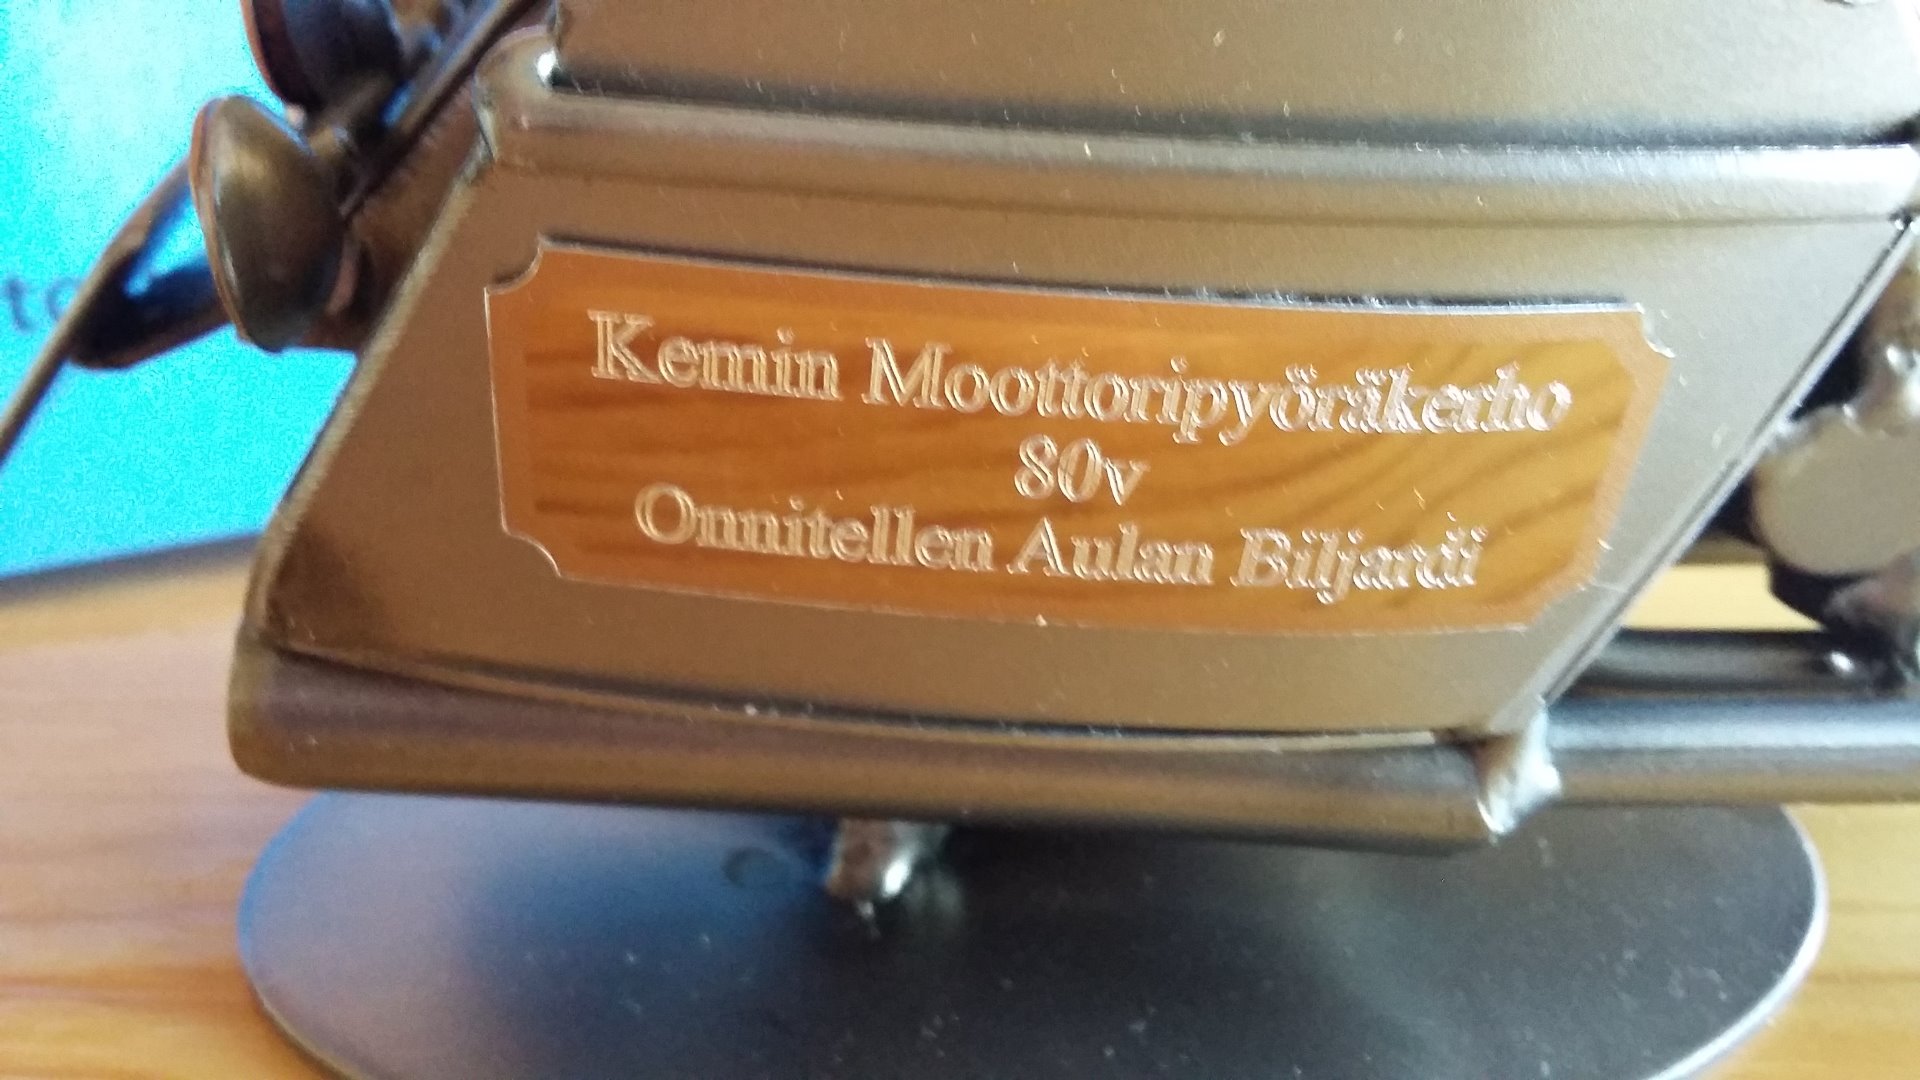 Kemin Moottoripyöräkerho
80v
Onnitellen Aulan Biljardi